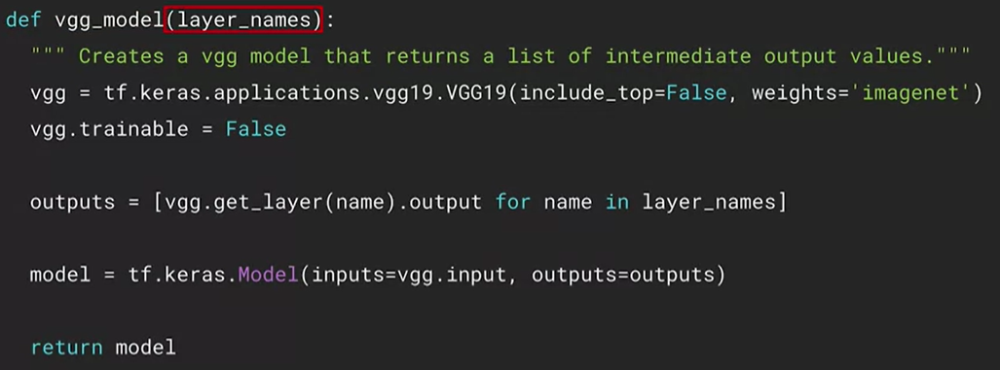 def vgg_model(layer_names):
""" Creates a vgg model that returns a list of intermediate output values."""
vgg = tf.keras.applications.vgg19.VGG19(include_top=False, weights='imagenet')
vgg.trainable = False
outputs = [vgg.get_layer(name).output for name in layer_names]
model = tf.keras.Model(inputs=vgg.input, outputs=outputs)
return model